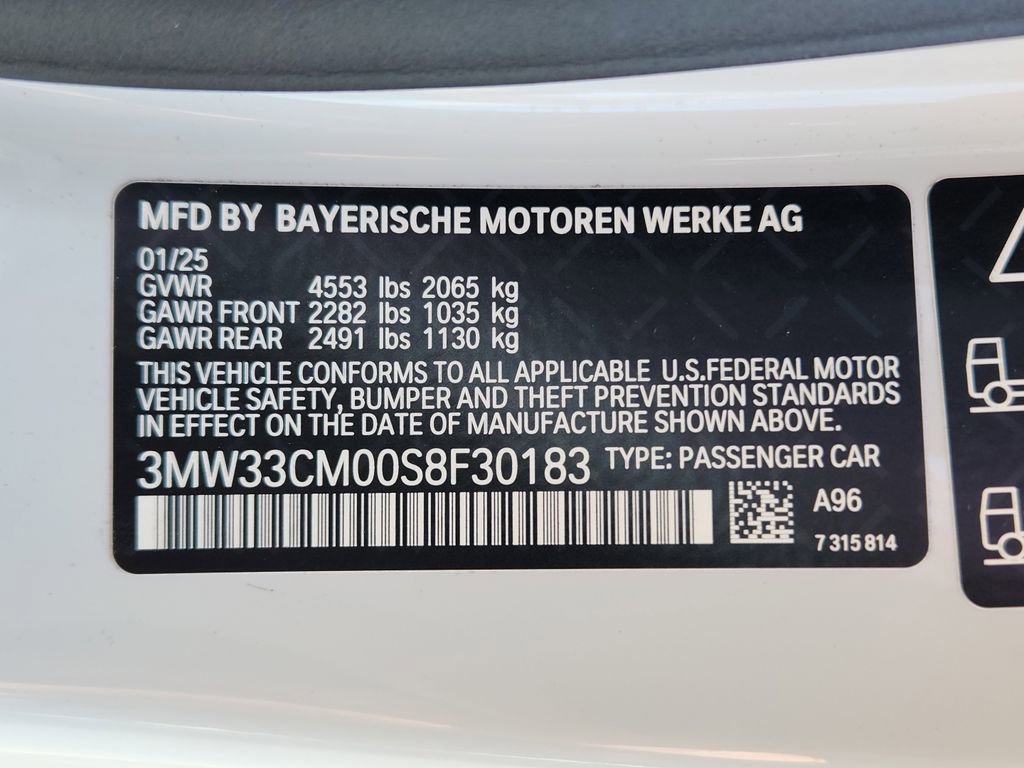 MFD BY BAYERISCHE MOTOREN WERKE AG
01/25
GVWR 4553 lbs 2065 kg
GAWR FRONT 2282 lbs 1035 kg
GAWR REAR 2491 lbs 1130 kg
THIS VEHICLE CONFORMS TO ALL APPLICABLE U.S.FEDERAL MOTOR
VEHICLE SAFETY, BUMPER AND THEFT PREVENTION STANDARDS
IN EFFECT ON THE DATE OF MANUFACTURE SHOWN ABOVE.
3MW33CM00S8F30183 TYPE: PASSENGER CAR
A96
7 315 814